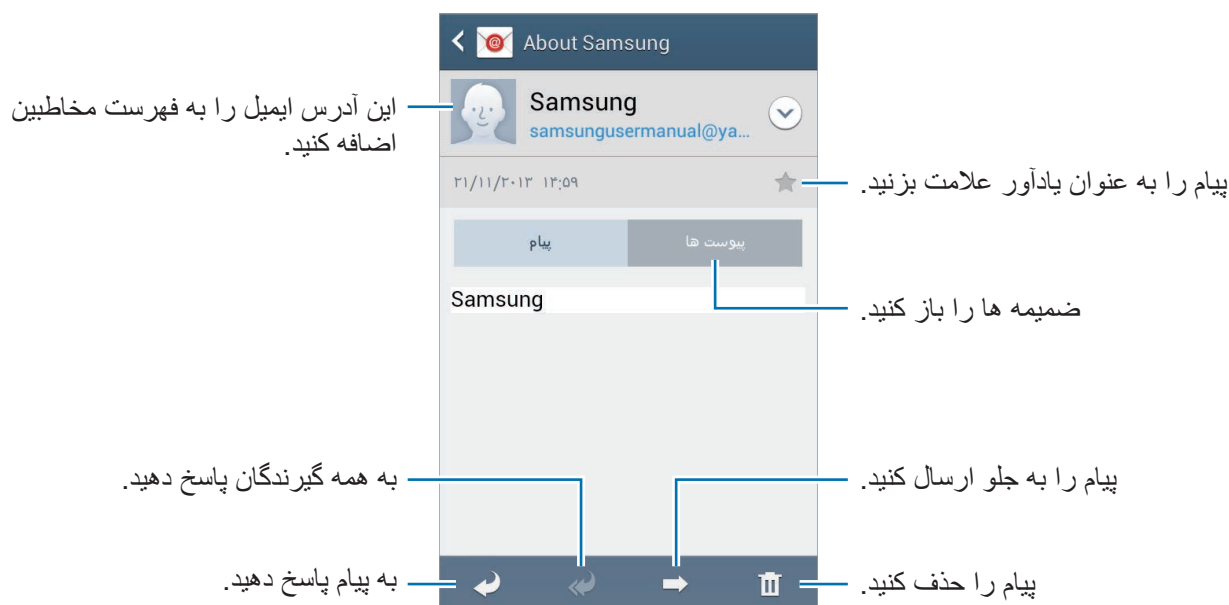 About Samsung
Samsung
samsungusermanual@ya...
این آدرس ایمیل را به فهرست مخاطبین
اضافه کنید.
۲۱/۱۱/۲۰۱۳ ۱۳:۵۹
پیام را به عنوان یادآور علامت بزنید.
پیوست ها
پیام
Samsung
ضمیمه ها را باز کنید.
پیام را به جلو ارسال کنید.
به همه گیرندگان پاسخ دهید.
پیام را حذف کنید.
به پیام پاسخ دهید.